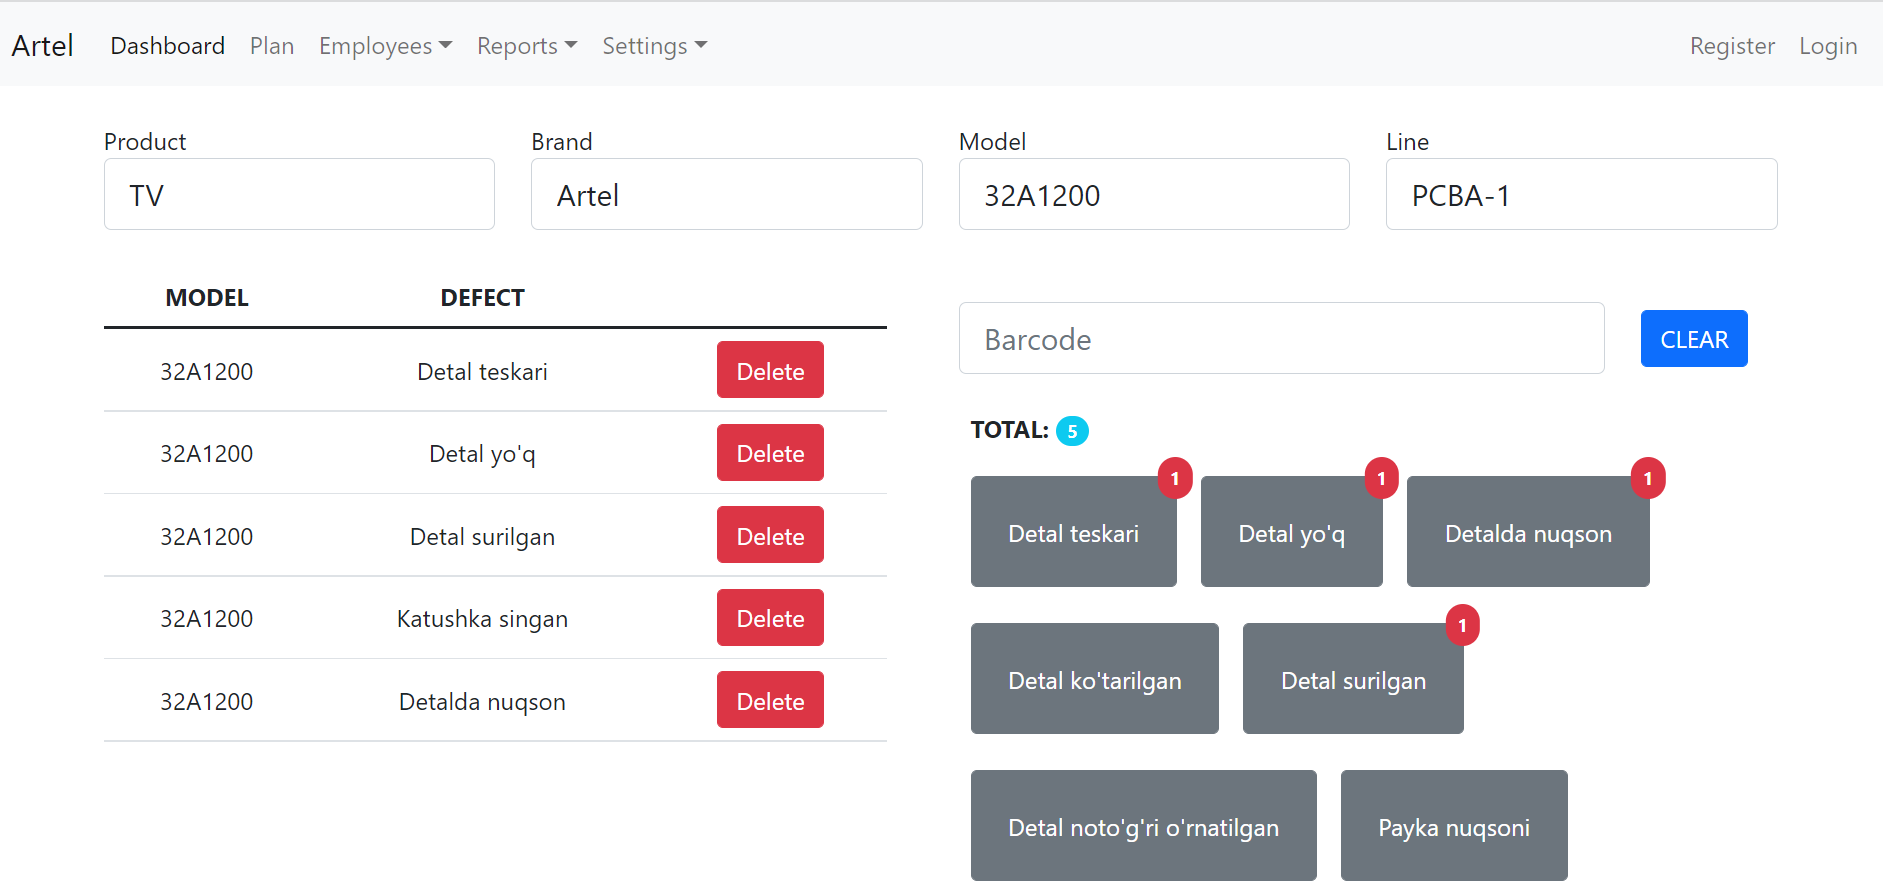 Artel Dashboard Plan Employees Reports Settings Register Login
Product Brand Model Line
TV Artel 32A1200 PCBA-1
MODEL DEFECT
32A1200 Detal teskari Delete
32A1200 Detal yo'q Delete
32A1200 Detal surilgan Delete
32A1200 Katushka singan Delete
32A1200 Detalda nuqson Delete
Barcode CLEAR
TOTAL: 5
1 1 1
Detal teskari Detal yo'q Detalda nuqson
1
Detal ko'tarilgan Detal surilgan
Detal noto'g'ri o'rnatilgan Payka nuqsoni